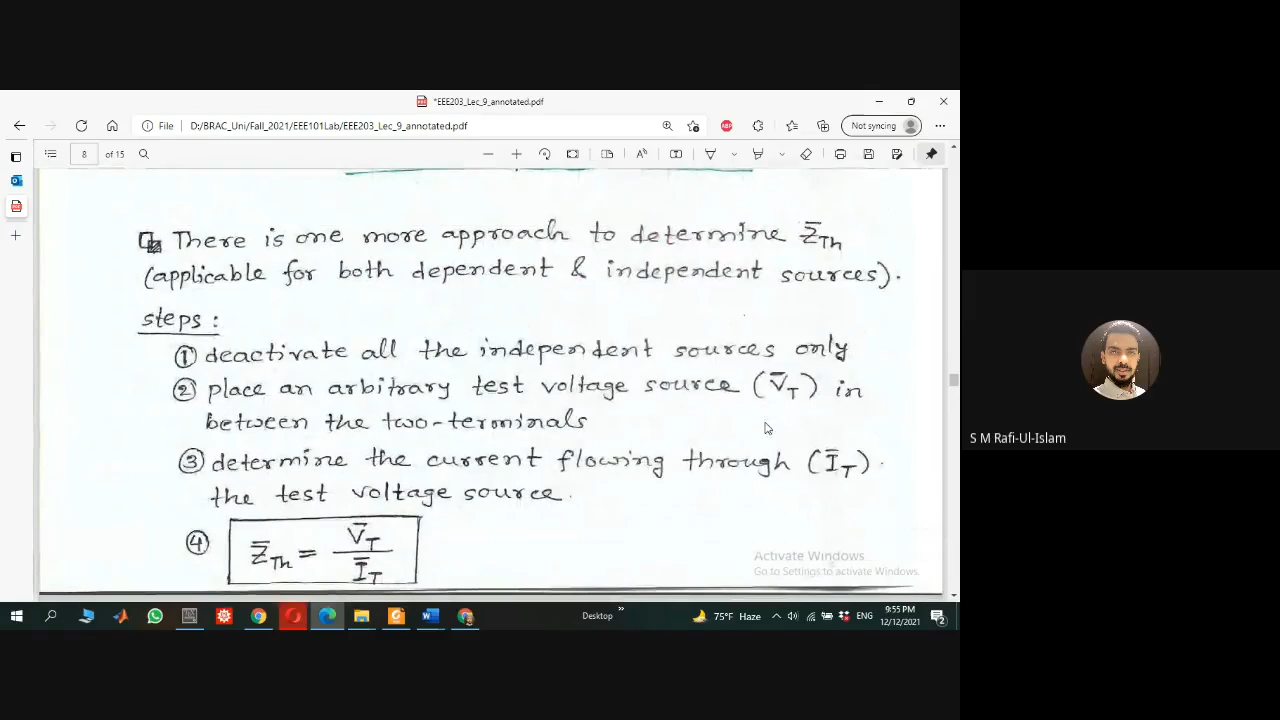 *EEE203_Lec_9_annotated.pdf
File D:/BRAC_Uni/Fall_2021/EEE101Lab/EEE203_Lec_9_annotated.pdf Not syncing
8 of 15
There is one more approach to determine Z̄Th
(applicable for both dependent & independent sources).
steps:
① deactivate all the independent sources only
② place an arbitrary test voltage source (V̄T) in
between the two-terminals
③ determine the current flowing through (ĪT).
the test voltage source.
④ Z̄Th = V̄T / ĪT
Activate Windows
Go to Settings to activate Windows.
Desktop 75°F Haze ENG 9:55 PM
12/12/2021
2
S M Rafi-Ul-Islam
ABP